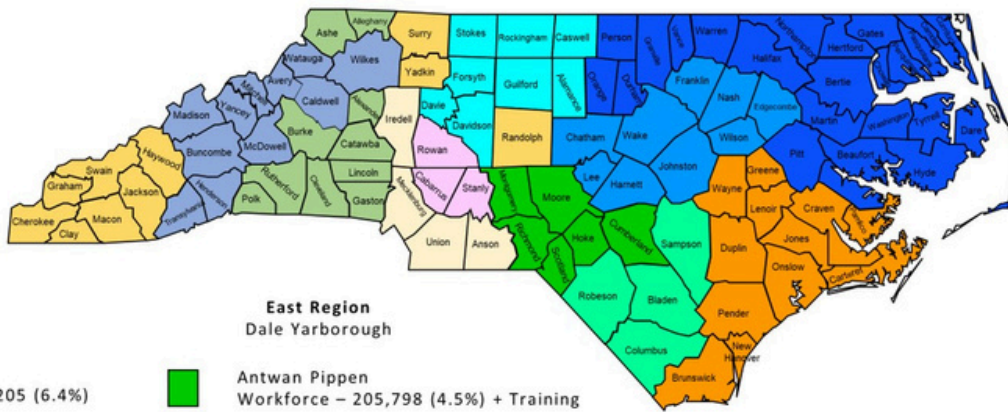 Alleghany
Ashe
Surry
Stokes
Rockingham
Caswell
Person
Granville
Vance
Warren
Northampton
Gates
Hertford
Halifax
Watauga
Wilkes
Yadkin
Forsyth
Guilford
Alamance
Orange
Durham
Franklin
Bertie
Avery
Mitchell
Caldwell
Alexander
Iredell
Davie
Nash
Edgecombe
Madison
Yancey
Davidson
Randolph
Chatham
Wake
Wilson
Martin
Washington
Tyrrell
Dare
Burke
Catawba
Rowan
Buncombe
McDowell
Haywood
Swain
Lincoln
Lee
Johnston
Pitt
Beaufort
Hyde
Graham
Jackson
Henderson
Rutherford
Cleveland
Gaston
Cabarrus
Stanly
Montgomery
Moore
Harnett
Wayne
Greene
Cherokee
Macon
Clay
Transylvania
Polk
Mecklenburg
Lenoir
Craven
Pamlico
Union
Anson
Richmond
Hoke
Cumberland
Sampson
Duplin
Jones
Scotland
Onslow
Carteret
Robeson
Bladen
Pender
Columbus
New
Hanover
Brunswick
East Region
Dale Yarborough
205 (6.4%)
Antwan Pippen
Workforce – 205,798 (4.5%) + Training